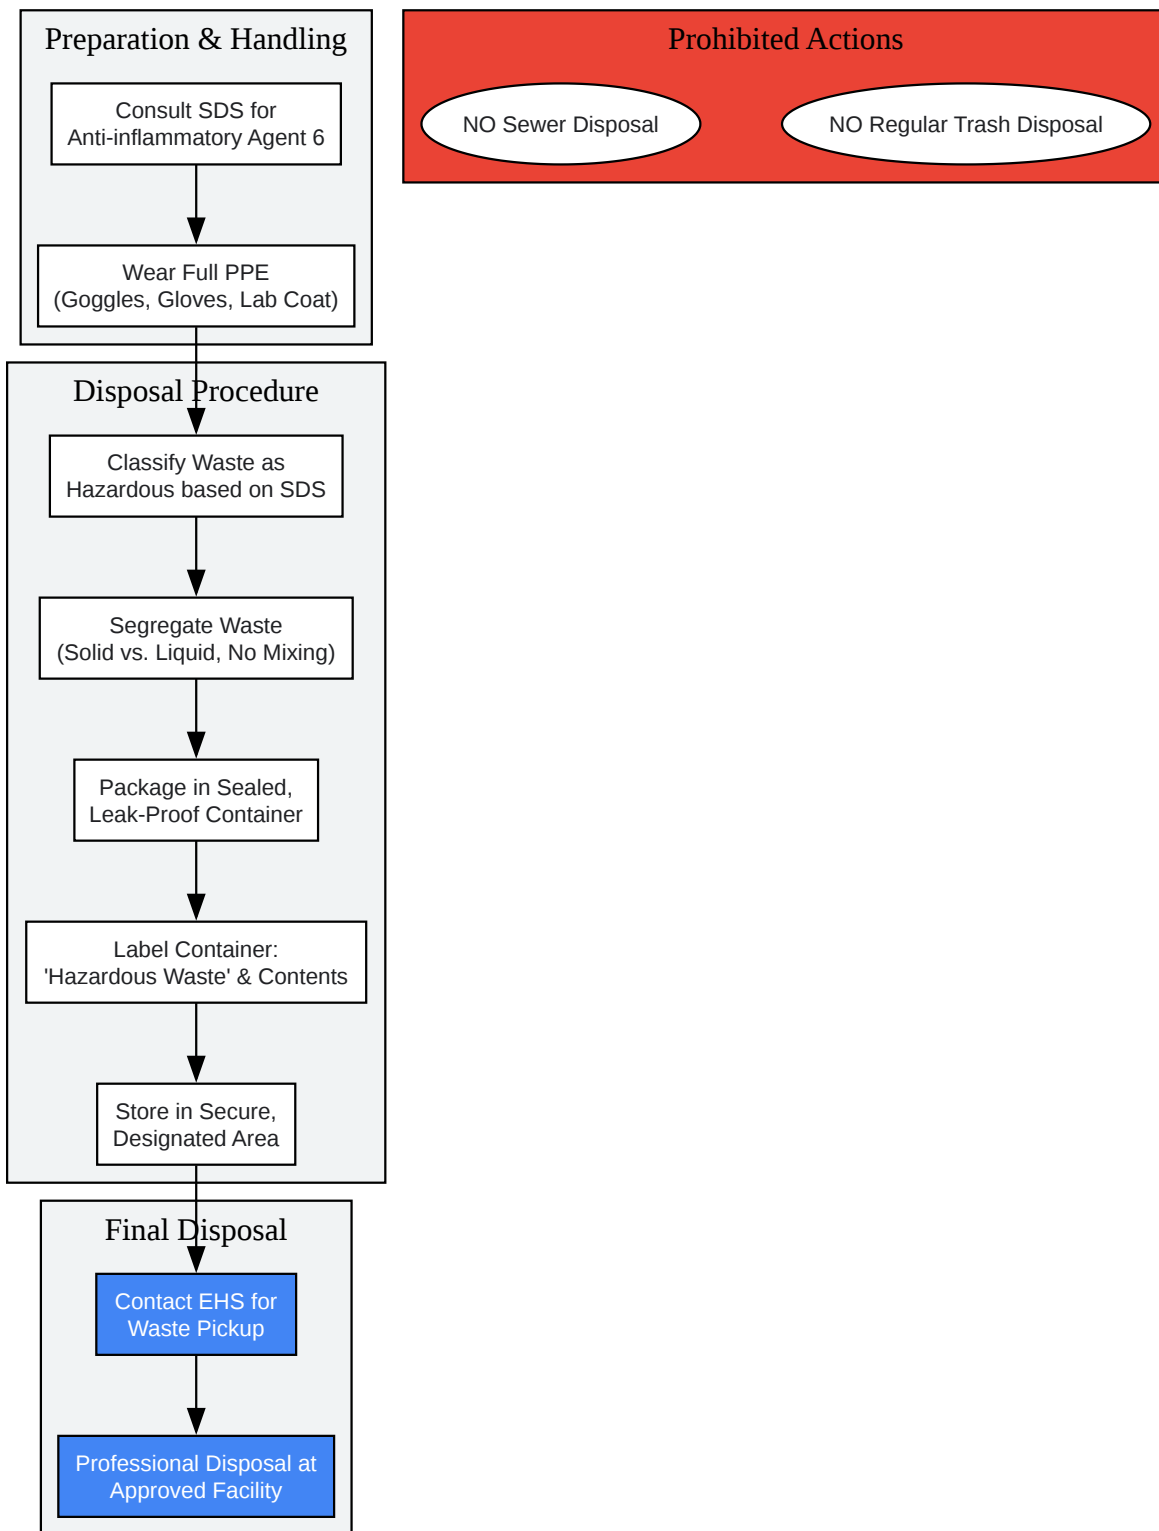 Preparation & Handling
Consult SDS for
Anti-inflammatory Agent 6
Wear Full PPE
(Goggles, Gloves, Lab Coat)
Prohibited Actions
NO Sewer Disposal
NO Regular Trash Disposal
Disposal Procedure
Classify Waste as
Hazardous based on SDS
Segregate Waste
(Solid vs. Liquid, No Mixing)
Package in Sealed,
Leak-Proof Container
Label Container:
'Hazardous Waste' & Contents
Store in Secure,
Designated Area
Final Disposal
Contact EHS for
Waste Pickup
Professional Disposal at
Approved Facility